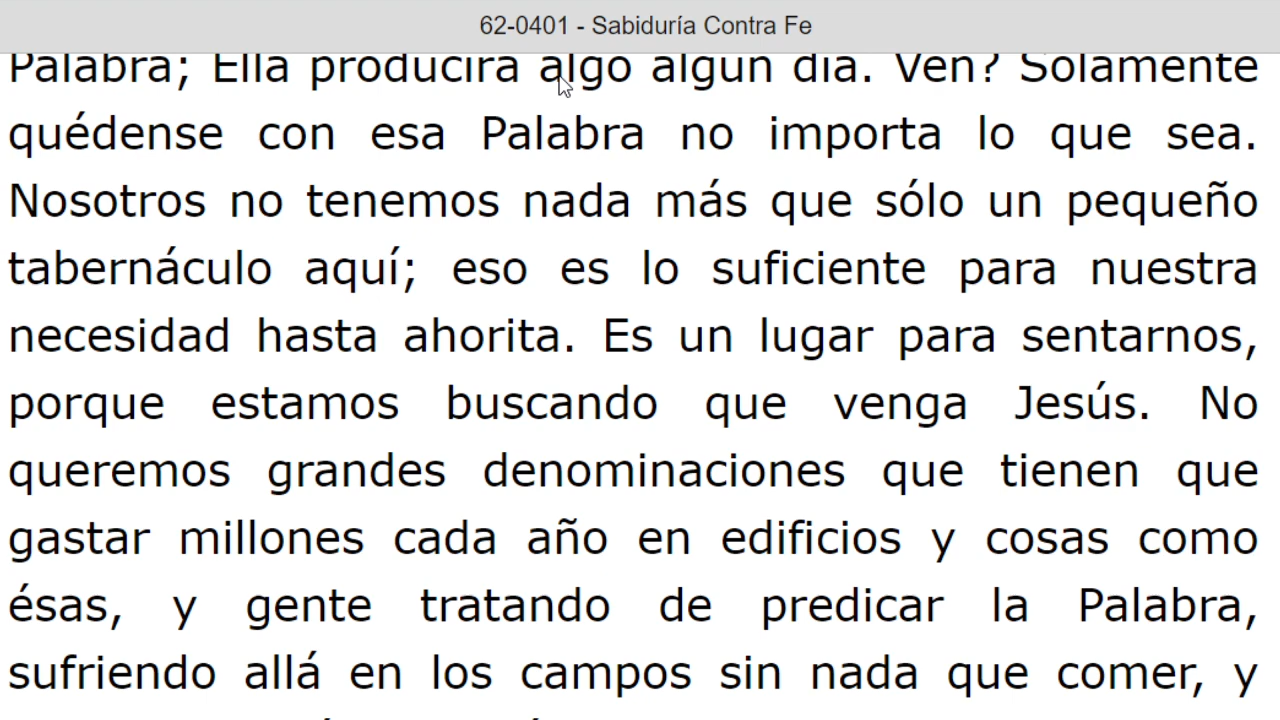 62-0401 - Sabiduría Contra Fe
Palabra; Ella producirá algo algún día. ¿Ven? Solamente
quédense con esa Palabra no importa lo que sea.
Nosotros no tenemos nada más que sólo un pequeño
tabernáculo aquí; eso es lo suficiente para nuestra
necesidad hasta ahorita. Es un lugar para sentarnos,
porque estamos buscando que venga Jesús. No
queremos grandes denominaciones que tienen que
gastar millones cada año en edificios y cosas como
ésas, y gente tratando de predicar la Palabra,
sufriendo allá en los campos sin nada que comer, y